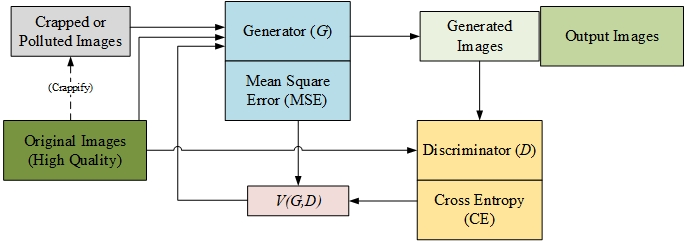 Crapped or
Polluted Images
(Crappify)
Original Images
(High Quality)
Generator (G)
Mean Square
Error (MSE)
V(G,D)
Generated
Images
Output Images
Discriminator (D)
Cross Entropy
(CE)